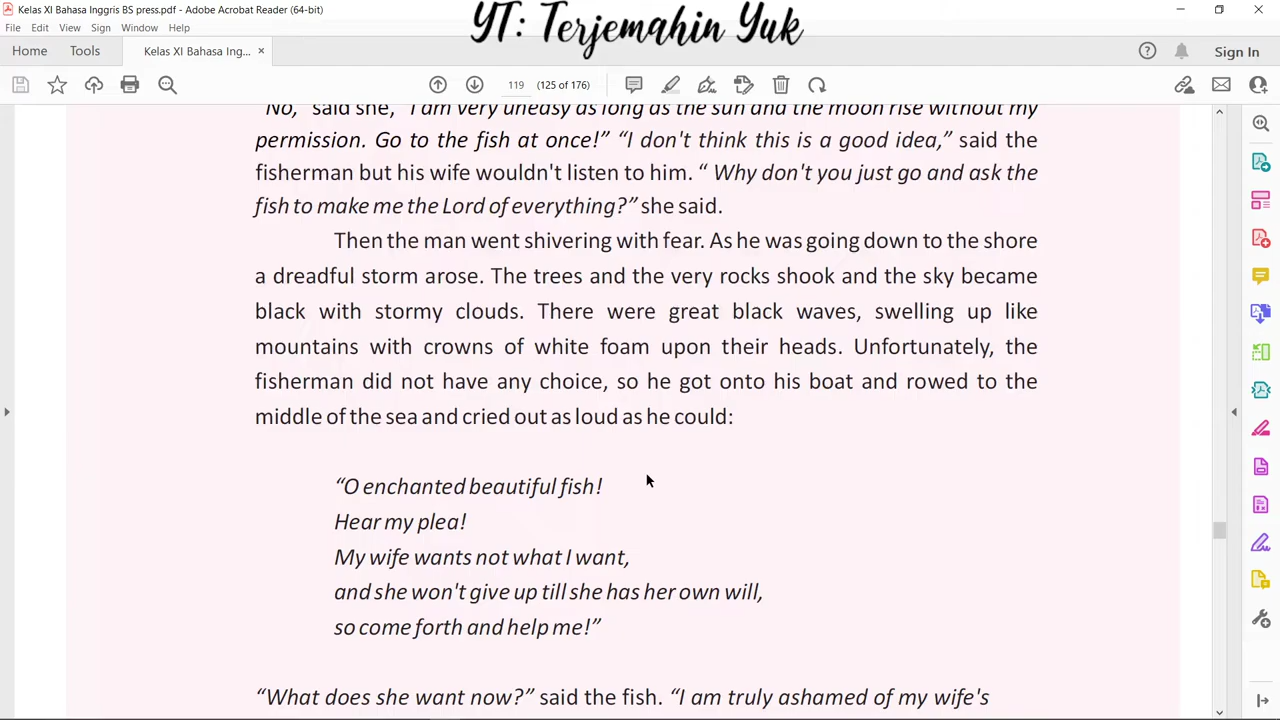 Kelas XI Bahasa Inggris BS press.pdf - Adobe Acrobat Reader (64-bit)
YT: Terjemahin Yuk
File Edit View Sign Window Help
Home Tools Kelas XI Bahasa Ing... × Sign In
119 (125 of 176)
No," said she, "I am very uneasy as long as the sun and the moon rise without my
permission. Go to the fish at once!” “I don't think this is a good idea,” said the
fisherman but his wife wouldn't listen to him. “ Why don't you just go and ask the
fish to make me the Lord of everything?” she said.
Then the man went shivering with fear. As he was going down to the shore
a dreadful storm arose. The trees and the very rocks shook and the sky became
black with stormy clouds. There were great black waves, swelling up like
mountains with crowns of white foam upon their heads. Unfortunately, the
fisherman did not have any choice, so he got onto his boat and rowed to the
middle of the sea and cried out as loud as he could:
“O enchanted beautiful fish!
Hear my plea!
My wife wants not what I want,
and she won't give up till she has her own will,
so come forth and help me!”
“What does she want now?” said the fish. “I am truly ashamed of my wife's